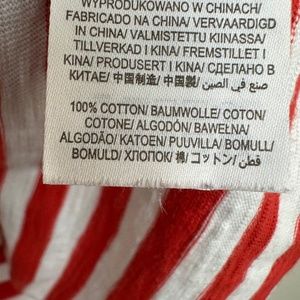 WYPRODUKOWANO W CHINACH/
FABRICADO NA CHINA/ VERVAARDIGD
IN CHINA/ VALMISTETTU KIINASSA/
TILLVERKAD I KINA/ FREMSTILLET I
KINA/ PRODUSERT I KINA/ СДЕЛАНО В
КИТАЕ/ 中国制造/ 中国製/ صنع في الصين
100% COTTON/ BAUMWOLLE/ COTON/
COTONE/ ALGODÓN/ BAWEŁNA/
ALGODÃO/ KATOEN/ PUUVILLA/ BOMULL/
BOMULD/ ХЛОПОК/ 棉/ コットン/ قطن